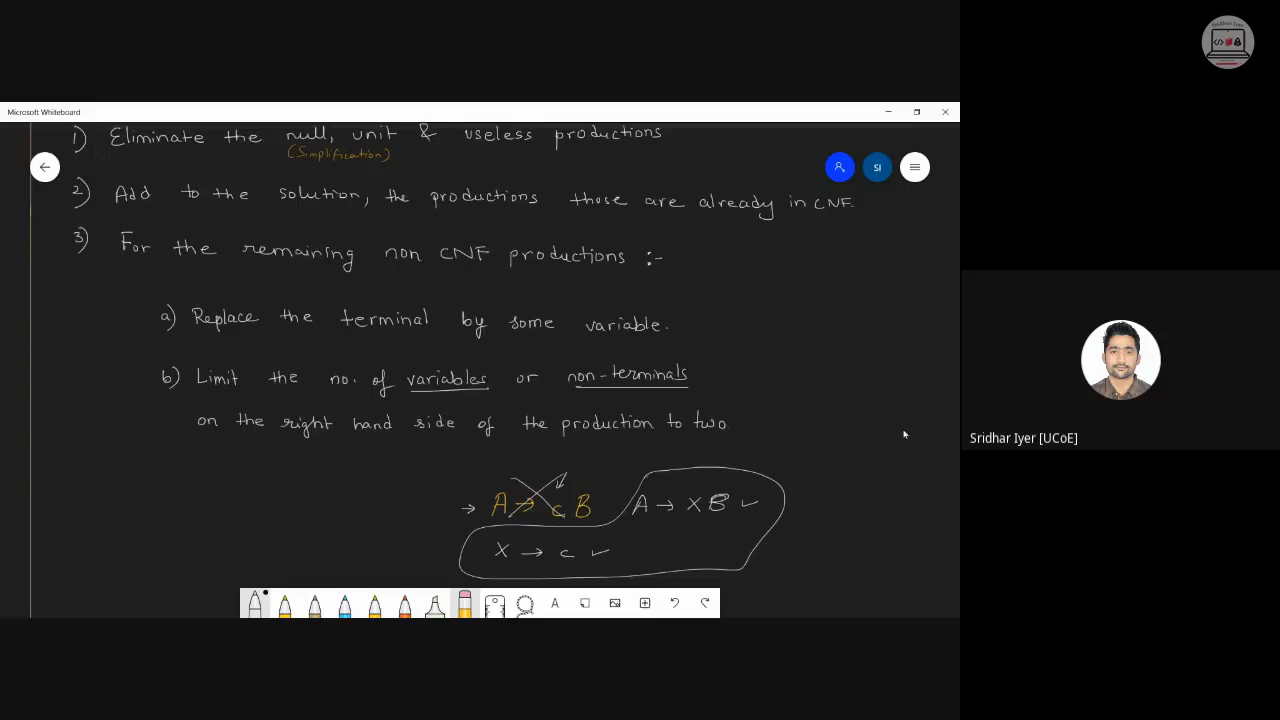 Sridhar Iyer
Microsoft Whiteboard
1) Eliminate the null, unit & useless productions
(Simplification)
SI
2) Add to the solution, the productions those are already in CNF.
3) For the remaining non CNF productions :-
a) Replace the terminal by some variable.
b) Limit the no. of variables or non-terminals
on the right hand side of the production to two.
Sridhar Iyer [UCoE]
→ A → c B A → X B ✓
X → c ✓
A